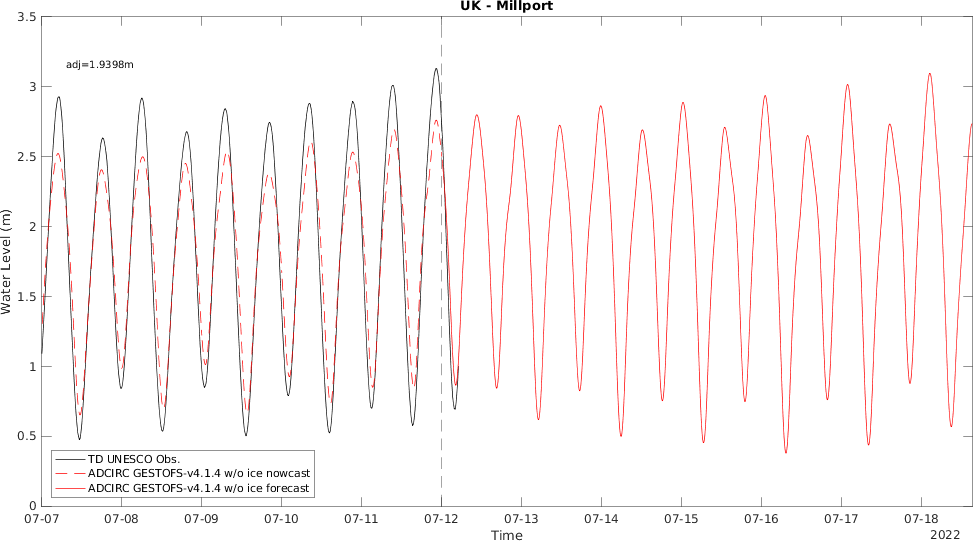 UK - Millport
adj=1.9398m
Water Level (m)
3.5
3
2.5
2
1.5
1
0.5
0
TD UNESCO Obs.
ADCIRC GESTOFS-v4.1.4 w/o ice nowcast
ADCIRC GESTOFS-v4.1.4 w/o ice forecast
07-07 07-08 07-09 07-10 07-11 07-12 07-13 07-14 07-15 07-16 07-17 07-18
Time
2022